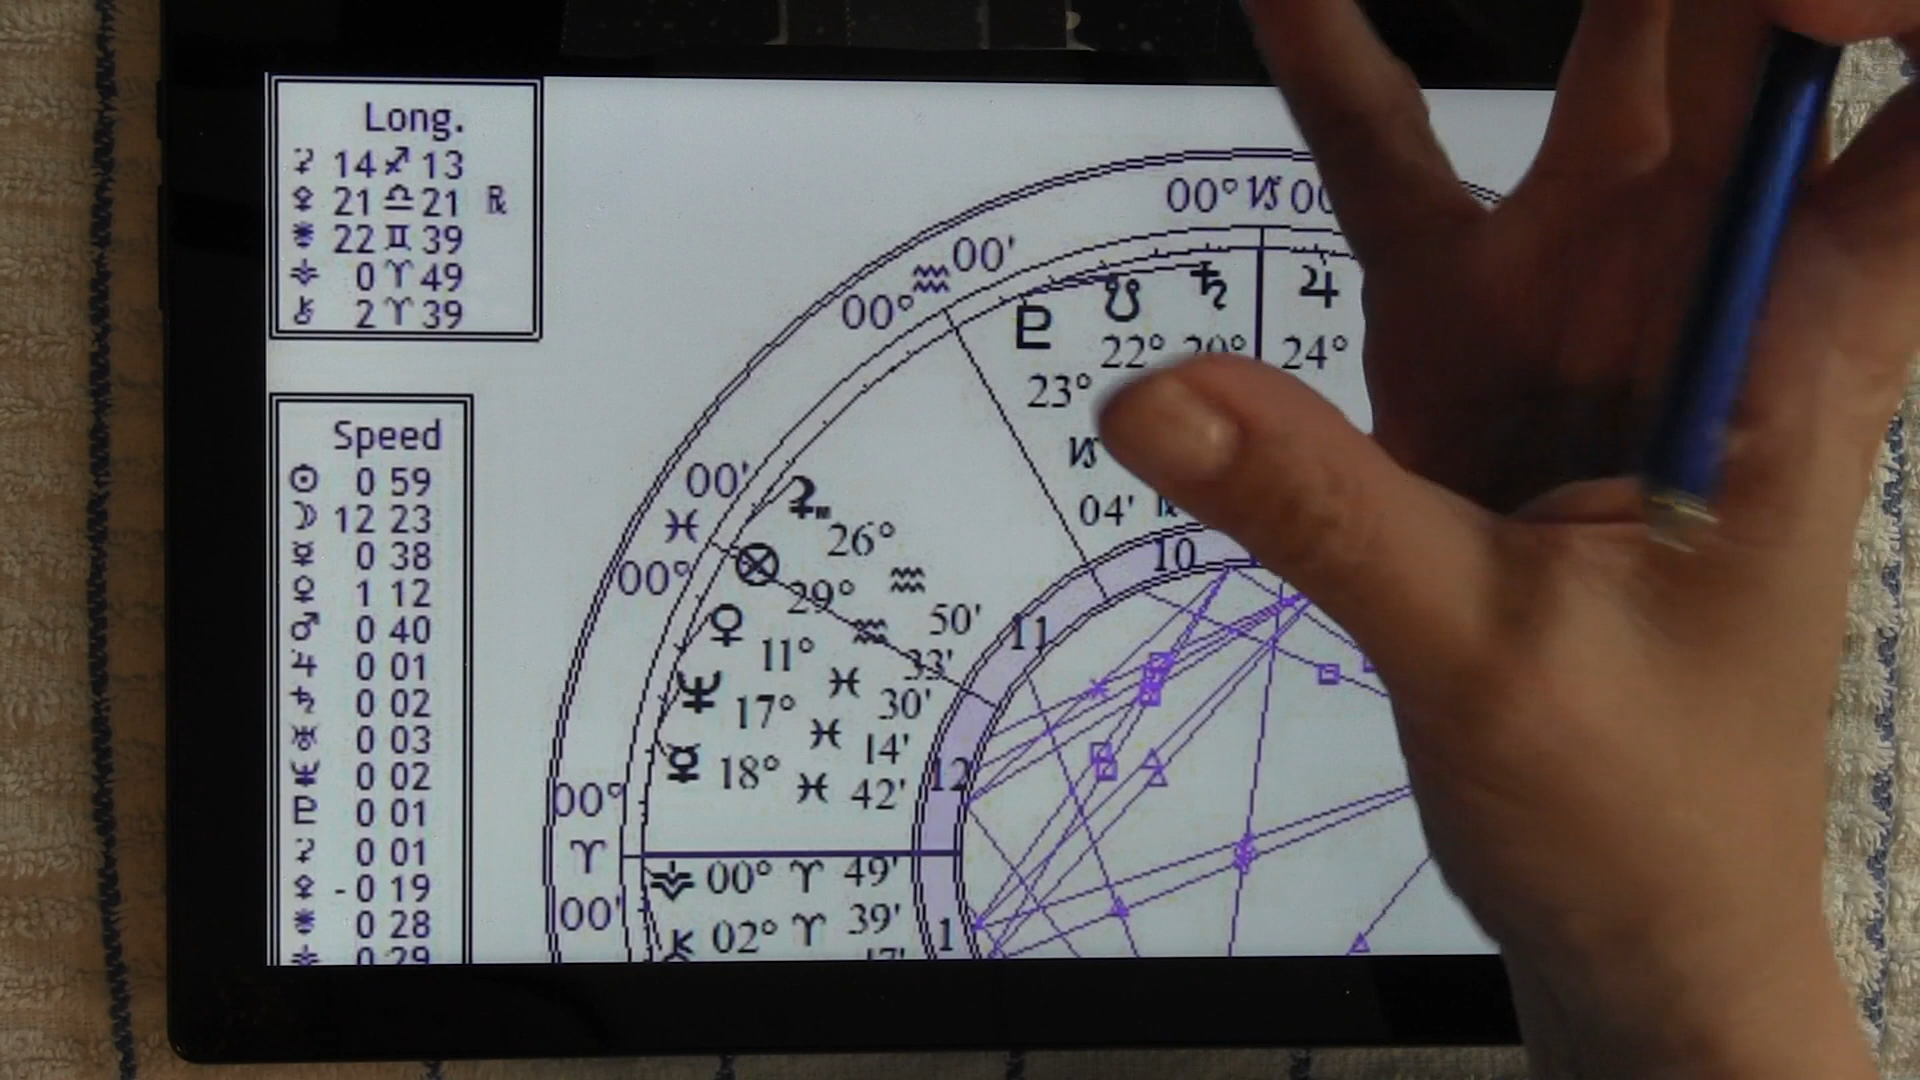 Long.
⚳ 14 ♐ 13
⚴ 21 ♎ 21 ℞
⚵ 22 ♊ 39
⚶ 0 ♈ 49
⚷ 2 ♈ 39
Speed
☉ 0 59
☽ 12 23
☿ 0 38
♀ 1 12
♂ 0 40
♃ 0 01
♄ 0 02
♅ 0 03
♆ 0 02
♇ 0 01
⚳ 0 01
⚴ -0 19
⚵ 0 28
⚶ 0 29
00° ♑ 00
00° ♒ 00'
00° ♓ 00'
00° ♈ 00'
♇ 23° ♑ 04' ℞
☋ 22°
♄ 29°
♃ 24°
26° ♒ 50'
⊗ 29° ♒ 33'
♀ 11° ♓ 30'
♆ 17° ♓ 14'
☿ 18° ♓ 42'
⚶ 00° ♈ 49'
⚷ 02° ♈ 39'
10
11
12
1